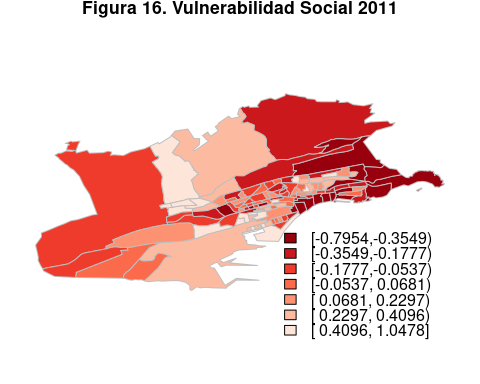 Figura 16. Vulnerabilidad Social 2011
[-0.7954,-0.3549)
[-0.3549,-0.1777)
[-0.1777,-0.0537)
[-0.0537, 0.0681)
[ 0.0681, 0.2297)
[ 0.2297, 0.4096)
[ 0.4096, 1.0478]